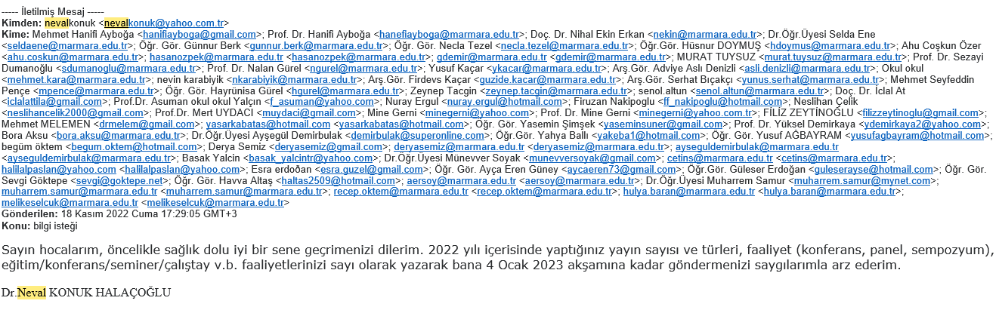 ----- İletilmiş Mesaj -----
Kimden: nevalkonuk <nevalkonuk@yahoo.com.tr>
Kime: Mehmet Hanifi Ayboğa <hanifiayboga@gmail.com>; Prof. Dr. Hanifi Ayboğa <hanefiayboga@marmara.edu.tr>; Doç. Dr. Nihal Ekin Erkan <nekin@marmara.edu.tr>; Dr.Öğr.Üyesi Selda Ene
<seldaene@marmara.edu.tr>; Öğr. Gör. Günnur Berk <gunnur.berk@marmara.edu.tr>; Öğr. Gör. Necla Tezel <necla.tezel@marmara.edu.tr>; Öğr.Gör. Hüsnur DOYMUŞ <hdoymus@marmara.edu.tr>; Ahu Coşkun Özer
<ahu.coskun@marmara.edu.tr>; hasanozpek@marmara.edu.tr <hasanozpek@marmara.edu.tr>; gdemir@marmara.edu.tr <gdemir@marmara.edu.tr>; MURAT TUYSUZ <murat.tuysuz@marmara.edu.tr>; Prof. Dr. Sezayi
Dumanoğlu <sdumanoglu@marmara.edu.tr>; Prof. Dr. Nalan Gürel <ngurel@marmara.edu.tr>; Yusuf Kaçar <ykacar@marmara.edu.tr>; Arş.Gör. Adviye Aslı Denizli <asli.denizli@marmara.edu.tr>; Okul okul
<mehmet.kara@marmara.edu.tr>; nevin karabiyik <nkarabiyik@marmara.edu.tr>; Arş.Gör. Firdevs Kaçar <guzide.kacar@marmara.edu.tr>; Arş.Gör. Serhat Bıçakçı <yunus.serhat@marmara.edu.tr>; Mehmet Seyfeddin
Pençe <mpence@marmara.edu.tr>; Öğr. Gör. Hayrünisa Gürel <hgurel@marmara.edu.tr>; Zeynep Tacgin <zeynep.tacgin@marmara.edu.tr>; senol.altun <senol.altun@marmara.edu.tr>; Doç. Dr. İclal At
<iclalattila@gmail.com>; Prof.Dr. Asuman okul okul Yalçın <f_asuman@yahoo.com>; Nuray Ergul <nuray.ergul@hotmail.com>; Firuzan Nakipoglu <ff_nakipoglu@hotmail.com>; Neslihan Çelik
<neslihancelik2000@gmail.com>; Prof.Dr. Mert UYDACI <muydaci@gmail.com>; Mine Gerni <minegerni@yahoo.com>; Prof. Dr. Mine Gerni <minegerni@yahoo.com.tr>; FİLİZ ZEYTİNOĞLU <filizzeytinoglu@gmail.com>;
Mehmet MELEMEN <drmelem@gmail.com>; yasarkabatas@hotmail.com <yasarkabatas@hotmail.com>; Öğr. Gör. Yasemin Şimşek <yaseminsuner@gmail.com>; Prof. Dr. Yüksel Demirkaya <ydemirkaya2@yahoo.com>;
Bora Aksu <bora.aksu@marmara.edu.tr>; Dr.Öğr.Üyesi Ayşegül Demirbulak <demirbulak@superonline.com>; Öğr.Gör. Yahya Ballı <yakeba1@hotmail.com>; Öğr. Gör. Yusuf AĞBAYRAM <yusufagbayram@hotmail.com>;
begüm öktem <begum.oktem@hotmail.com>; Derya Semiz <deryasemiz@gmail.com>; deryasemiz@marmara.edu.tr <deryasemiz@marmara.edu.tr>; ayseguldemirbulak@marmara.edu.tr
<ayseguldemirbulak@marmara.edu.tr>; Basak Yalcin <basak_yalcintr@yahoo.com>; Dr.Öğr.Üyesi Münevver Soyak <munevversoyak@gmail.com>; cetins@marmara.edu.tr <cetins@marmara.edu.tr>;
halilalpaslan@yahoo.com <halilalpaslan@yahoo.com>; Esra erdoðan <esra.guzel@gmail.com>; Öğr. Gör. Ayça Eren Güney <aycaeren73@gmail.com>; Öğr.Gör. Güleser Erdoğan <guleserayse@hotmail.com>; Öğr. Gör.
Sevgi Göktepe <sevgi@goktepe.net>; Öğr. Gör. Havva Altaş <haltas2509@hotmail.com>; aersoy@marmara.edu.tr <aersoy@marmara.edu.tr>; Dr.Öğr.Üyesi Muharrem Samur <muharrem.samur@mynet.com>;
muharrem.samur@marmara.edu.tr <muharrem.samur@marmara.edu.tr>; recep.oktem@marmara.edu.tr <recep.oktem@marmara.edu.tr>; hulya.baran@marmara.edu.tr <hulya.baran@marmara.edu.tr>;
melikeselcuk@marmara.edu.tr <melikeselcuk@marmara.edu.tr>
Gönderilen: 18 Kasım 2022 Cuma 17:29:05 GMT+3
Konu: bilgi isteği
Sayın hocalarım, öncelikle sağlık dolu iyi bir sene geçrimenizi dilerim. 2022 yılı içerisinde yaptığınız yayın sayısı ve türleri, faaliyet (konferans, panel, sempozyum),
eğitim/konferans/seminer/çalıştay v.b. faaliyetlerinizi sayı olarak yazarak bana 4 Ocak 2023 akşamına kadar göndermenizi saygılarımla arz ederim.
Dr.Neval KONUK HALAÇOĞLU